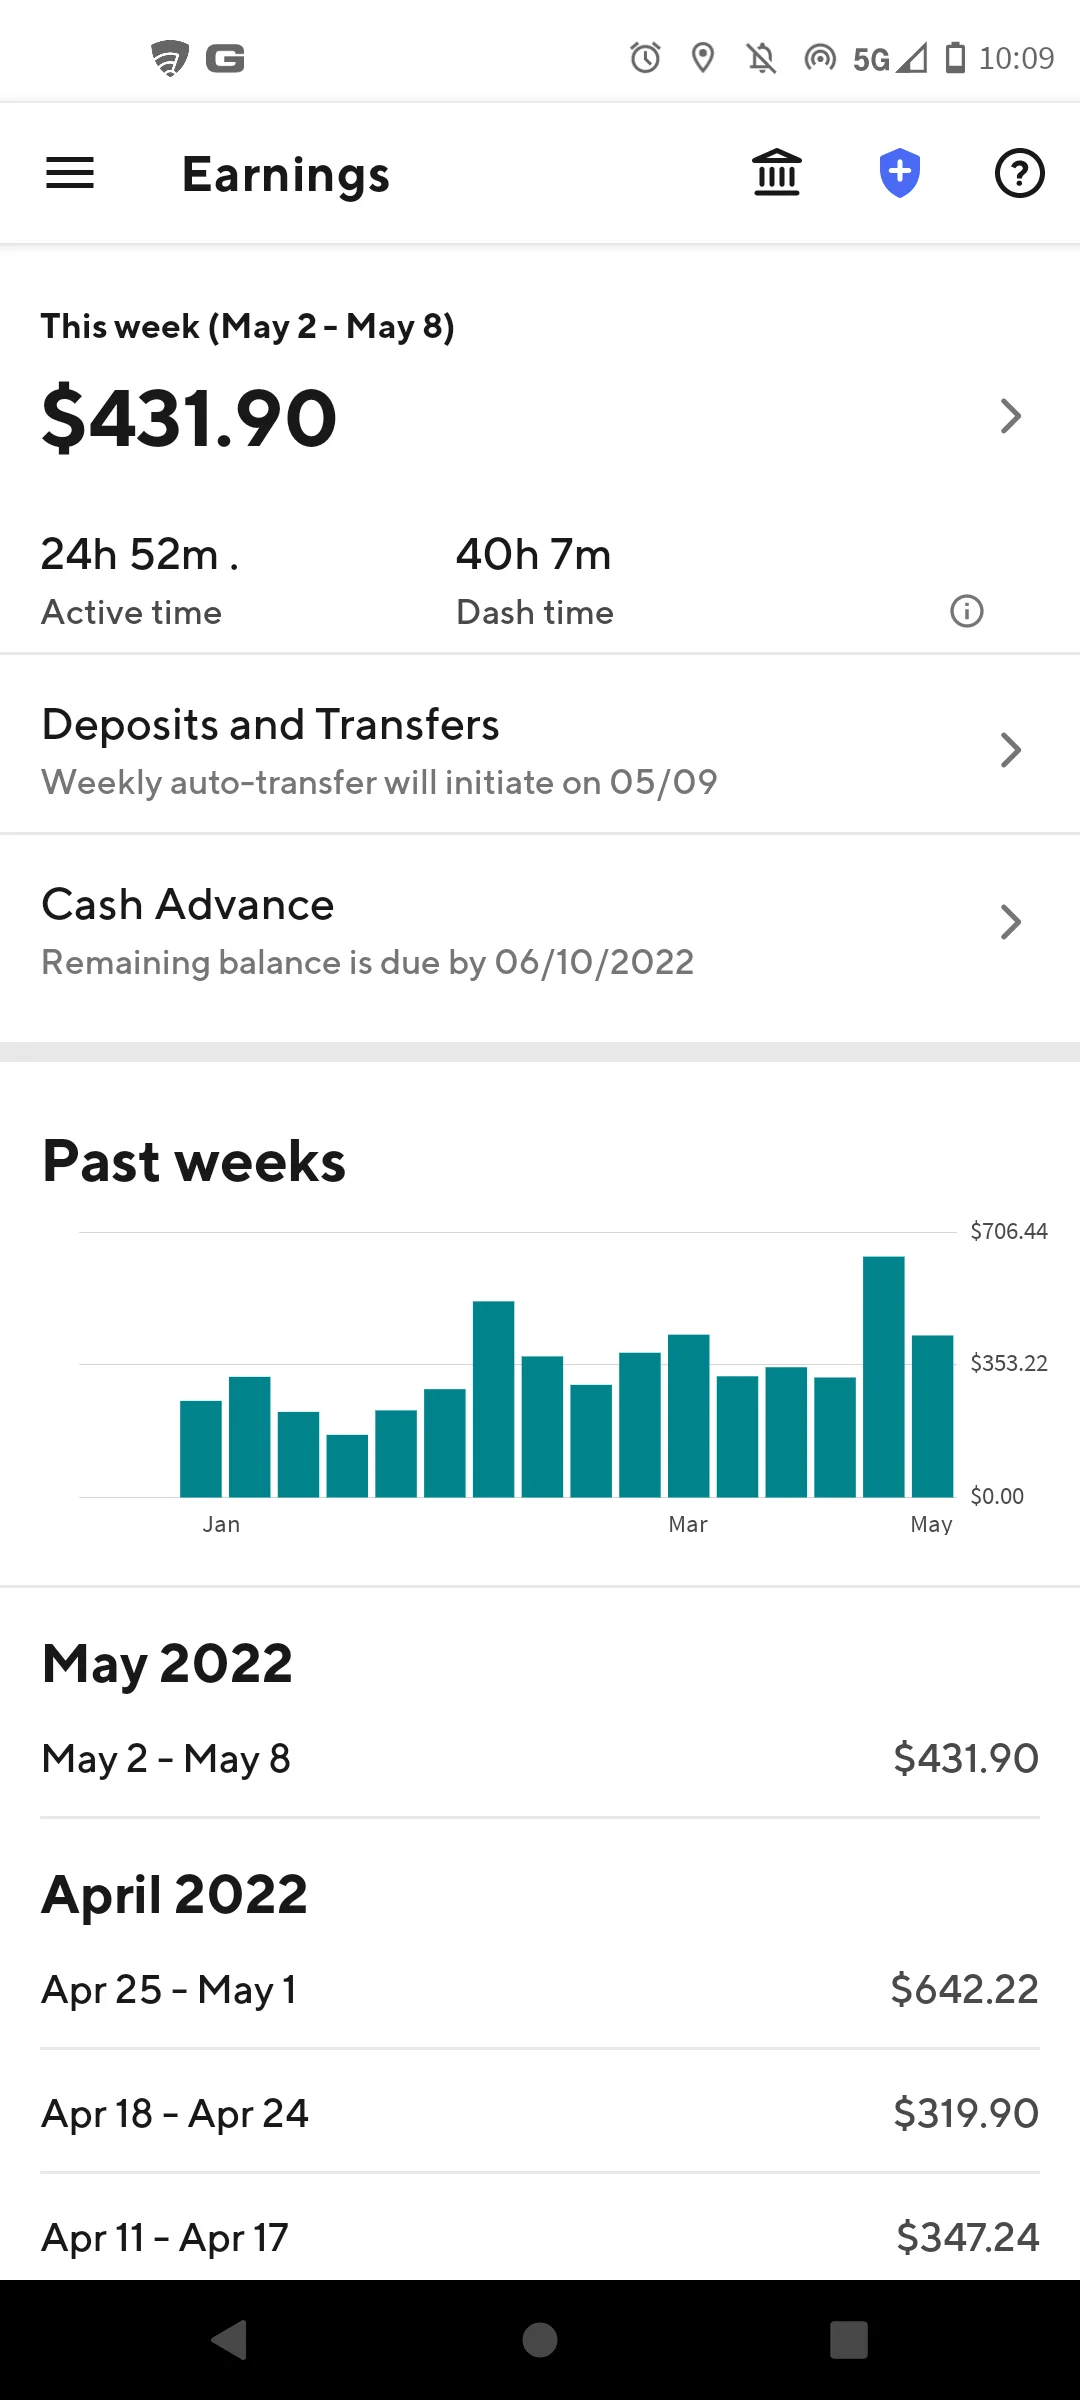 G 5G 10:09
Earnings ?
This week (May 2 - May 8)
$431.90
24h 52m . 40h 7m
Active time Dash time
Deposits and Transfers
Weekly auto-transfer will initiate on 05/09
Cash Advance
Remaining balance is due by 06/10/2022
Past weeks
$706.44
$353.22
$0.00
Jan Mar May
May 2022
May 2 - May 8 $431.90
April 2022
Apr 25 - May 1 $642.22
Apr 18 - Apr 24 $319.90
Apr 11 - Apr 17 $347.24